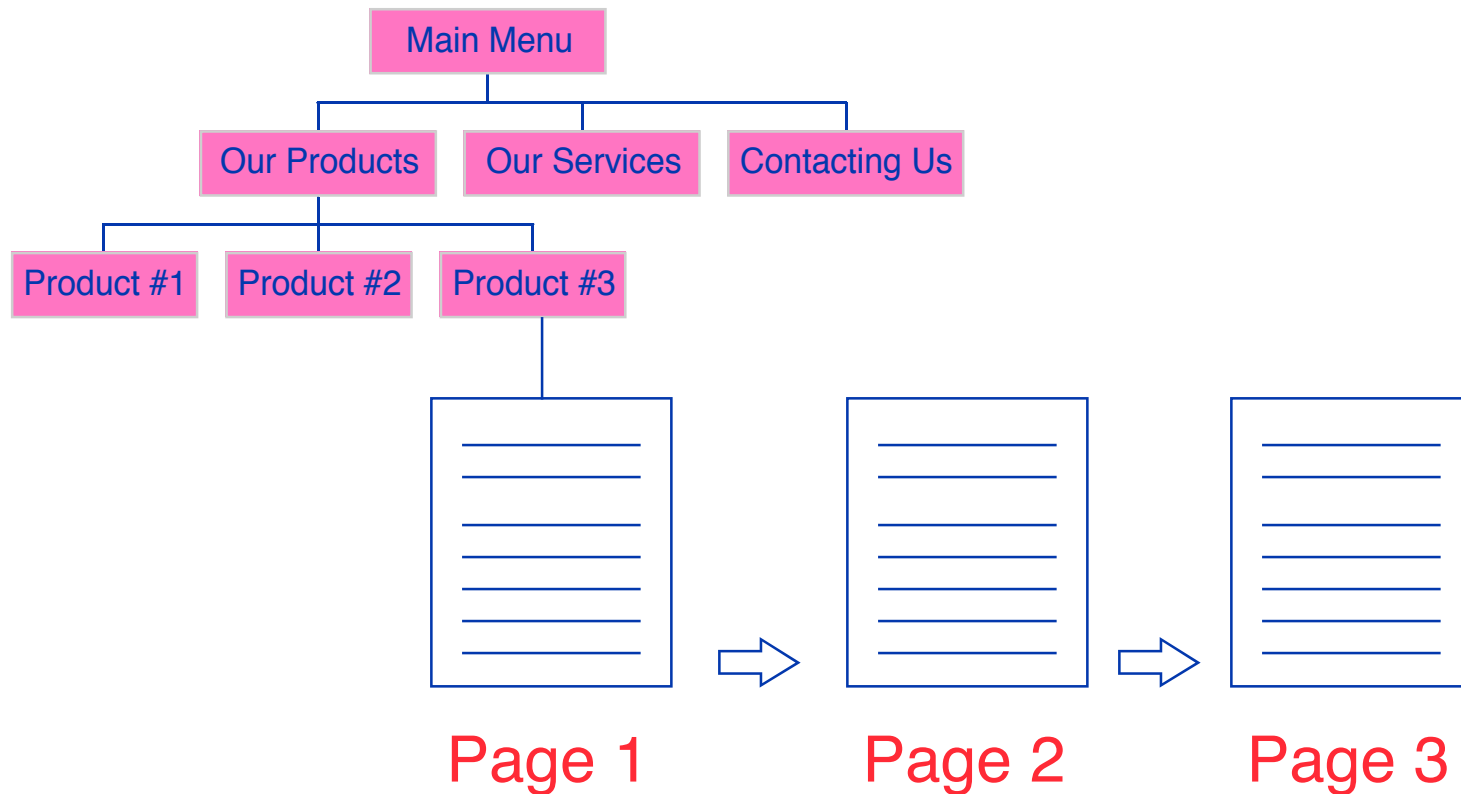 Main Menu
Our Products
Our Services
Contacting Us
Product #1
Product #2
Product #3
Page 1
Page 2
Page 3